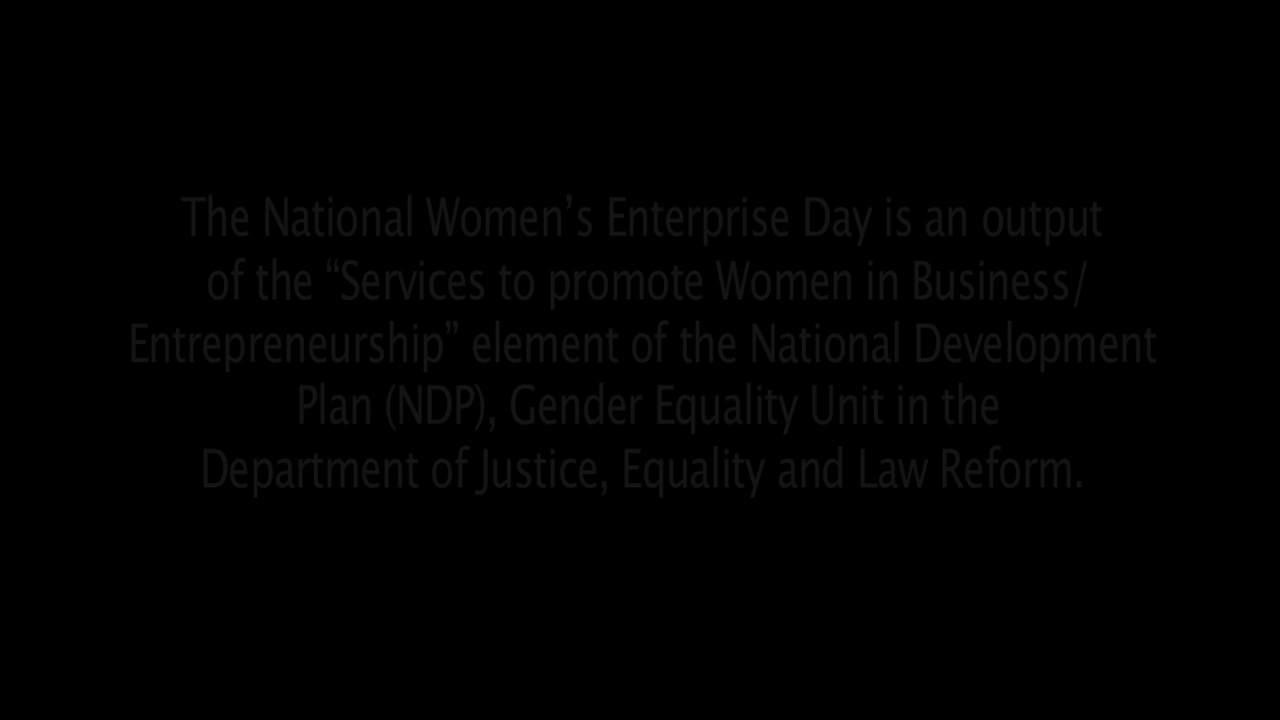 The National Women’s Enterprise Day is an output
of the “Services to promote Women in Business/
Entrepreneurship” element of the National Development
Plan (NDP), Gender Equality Unit in the
Department of Justice, Equality and Law Reform.